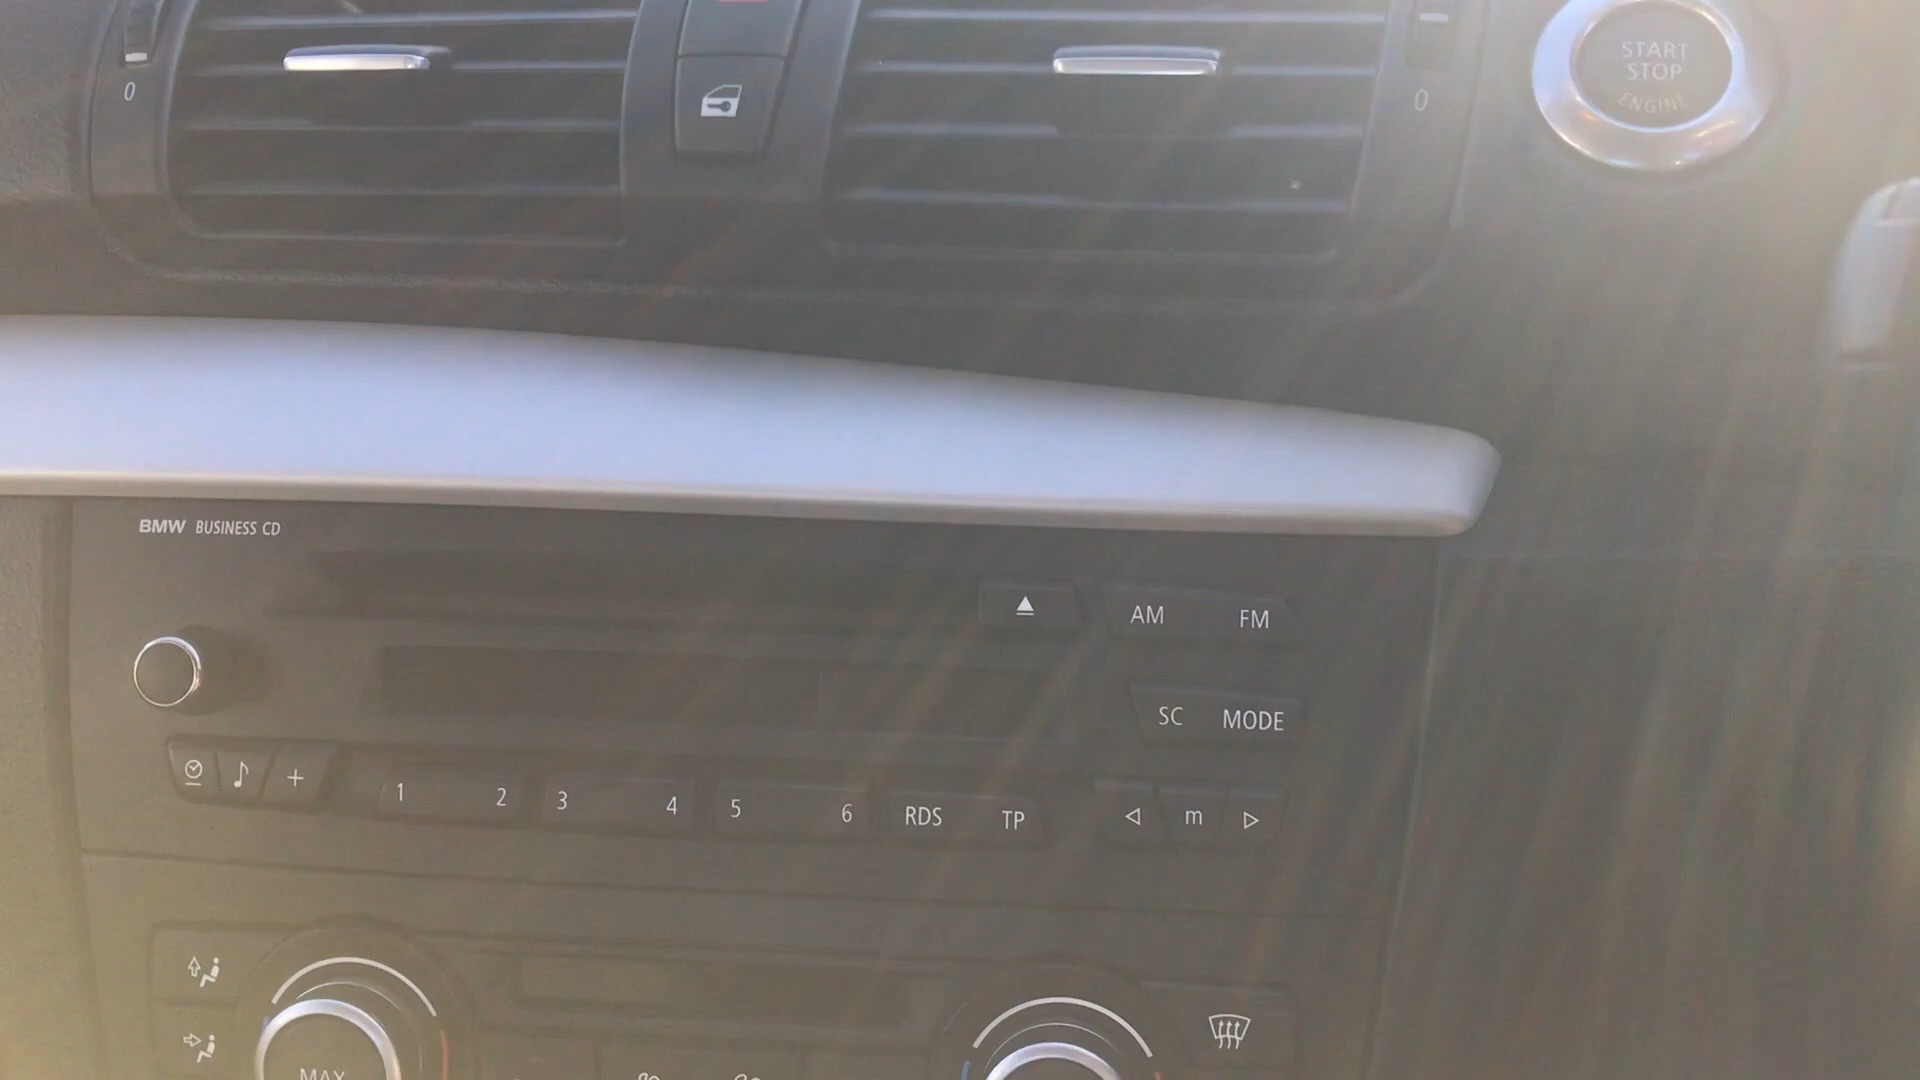 0
0
START
STOP
ENGINE
BMW BUSINESS CD
AM FM
SC MODE
1 2 3 4 5 6 RDS TP m
MAX